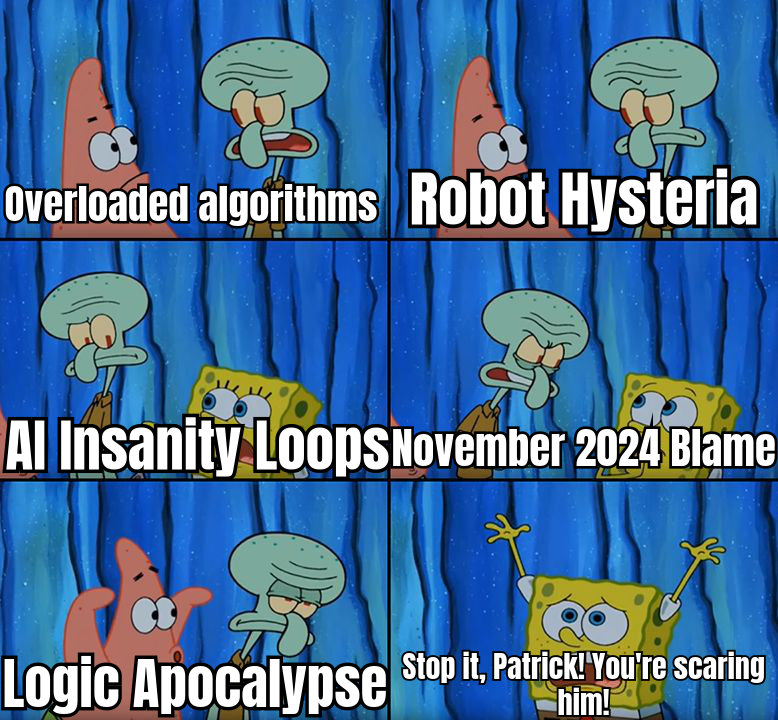 Overloaded algorithms
Robot Hysteria
AI Insanity Loops
November 2024 Blame
Logic Apocalypse
Stop it, Patrick! You're scaring
him!